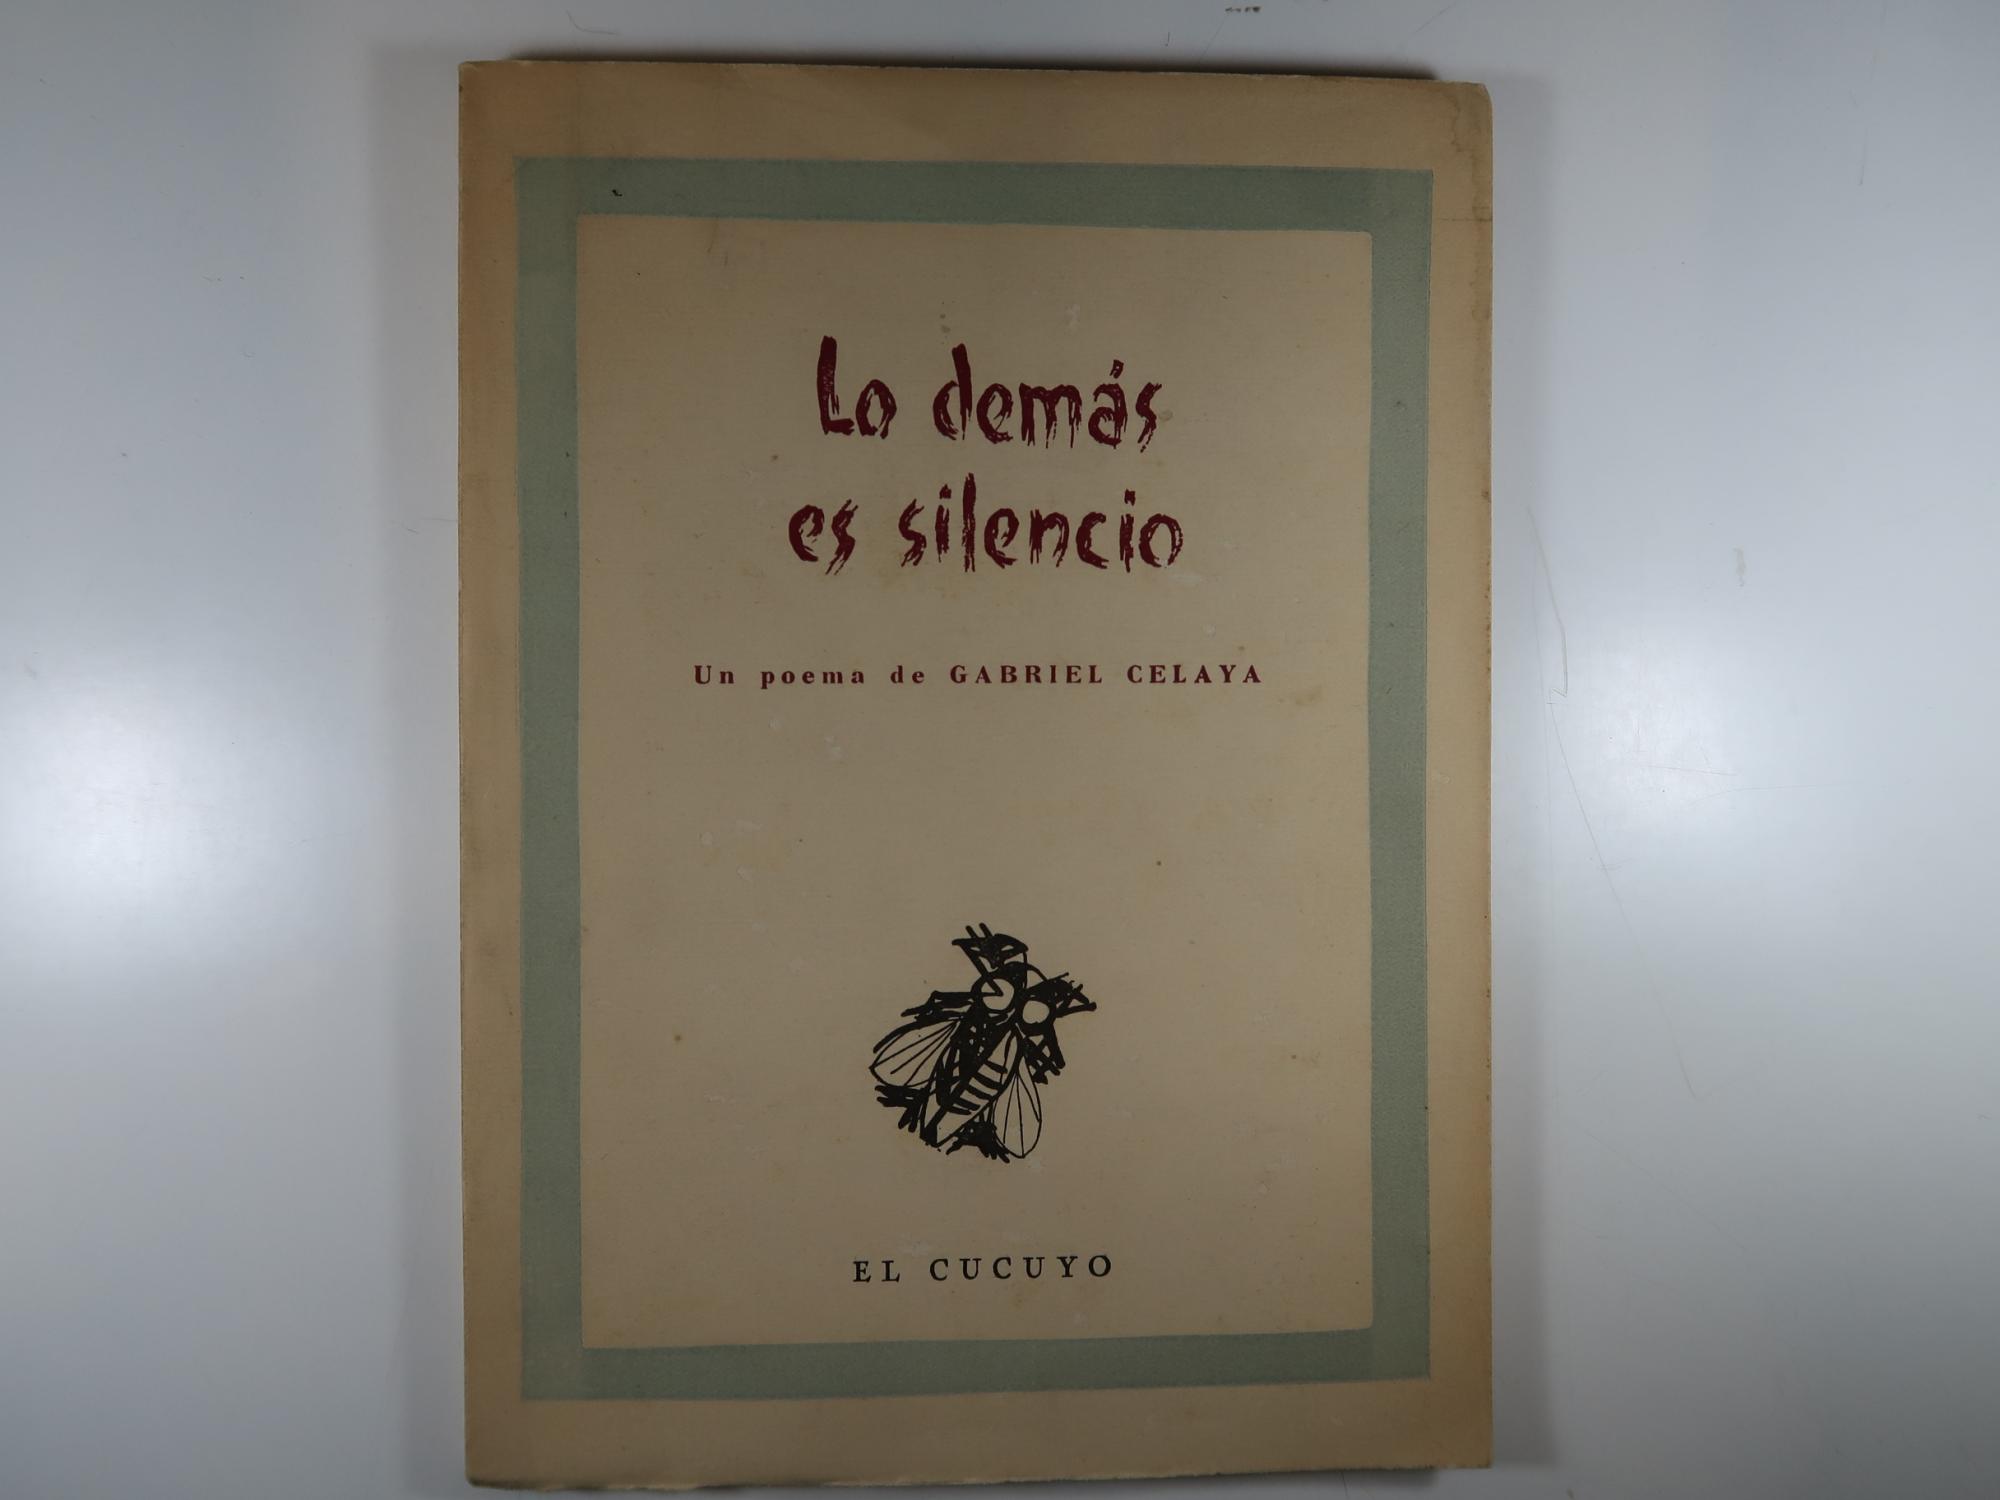 Lo demás
es silencio
Un poema de GABRIEL CELAYA
EL CUCUYO